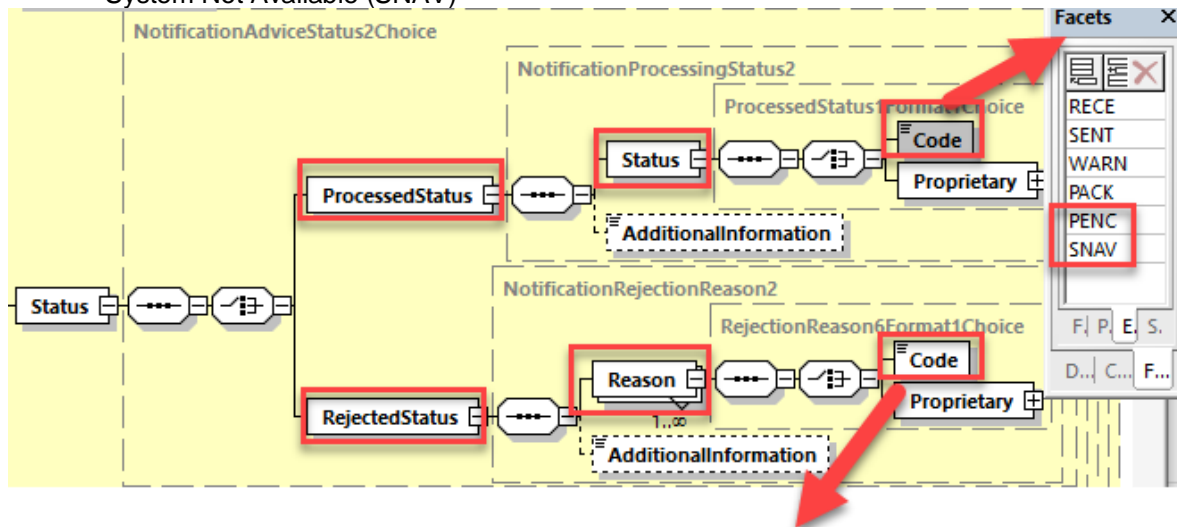 System Not Available (SNAV)
Facets
NotificationAdviceStatus2Choice
NotificationProcessingStatus2
ProcessedStatus1Format1Choice
RECE
SENT
WARN
PACK
PENC
SNAV
Code
Status
Proprietary
ProcessedStatus
AdditionalInformation
NotificationRejectionReason2
Status
RejectionReason6Format1Choice
F. P. E. S.
Code
D... C... F...
Reason
Proprietary
RejectedStatus
1..∞
AdditionalInformation